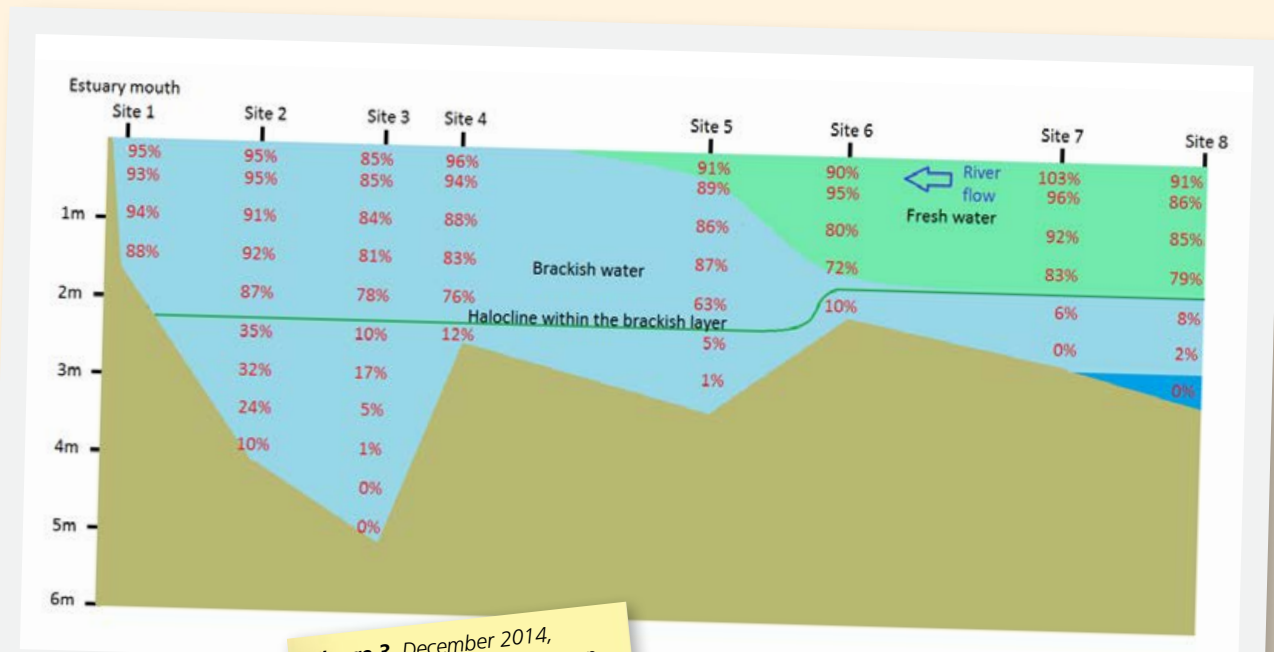 Estuary mouth
Site 1 Site 2 Site 3 Site 4 Site 5 Site 6 Site 7 Site 8
95% 95% 85% 96% 91% 90% 103% 91%
93% 95% 85% 94% 89% 95% 96% 86%
River
flow
Fresh water
1m 94% 91% 84% 88% 86% 80% 92% 85%
88% 92% 81% 83% 87% 72% 83% 79%
Brackish water
2m 87% 78% 76% 63% 10% 6% 8%
Halocline within the brackish layer
35% 10% 12% 5% 0% 2%
3m 32% 17% 1% 0%
24% 5%
4m 10% 1%
0%
5m 0%
6m
3. December 2014,